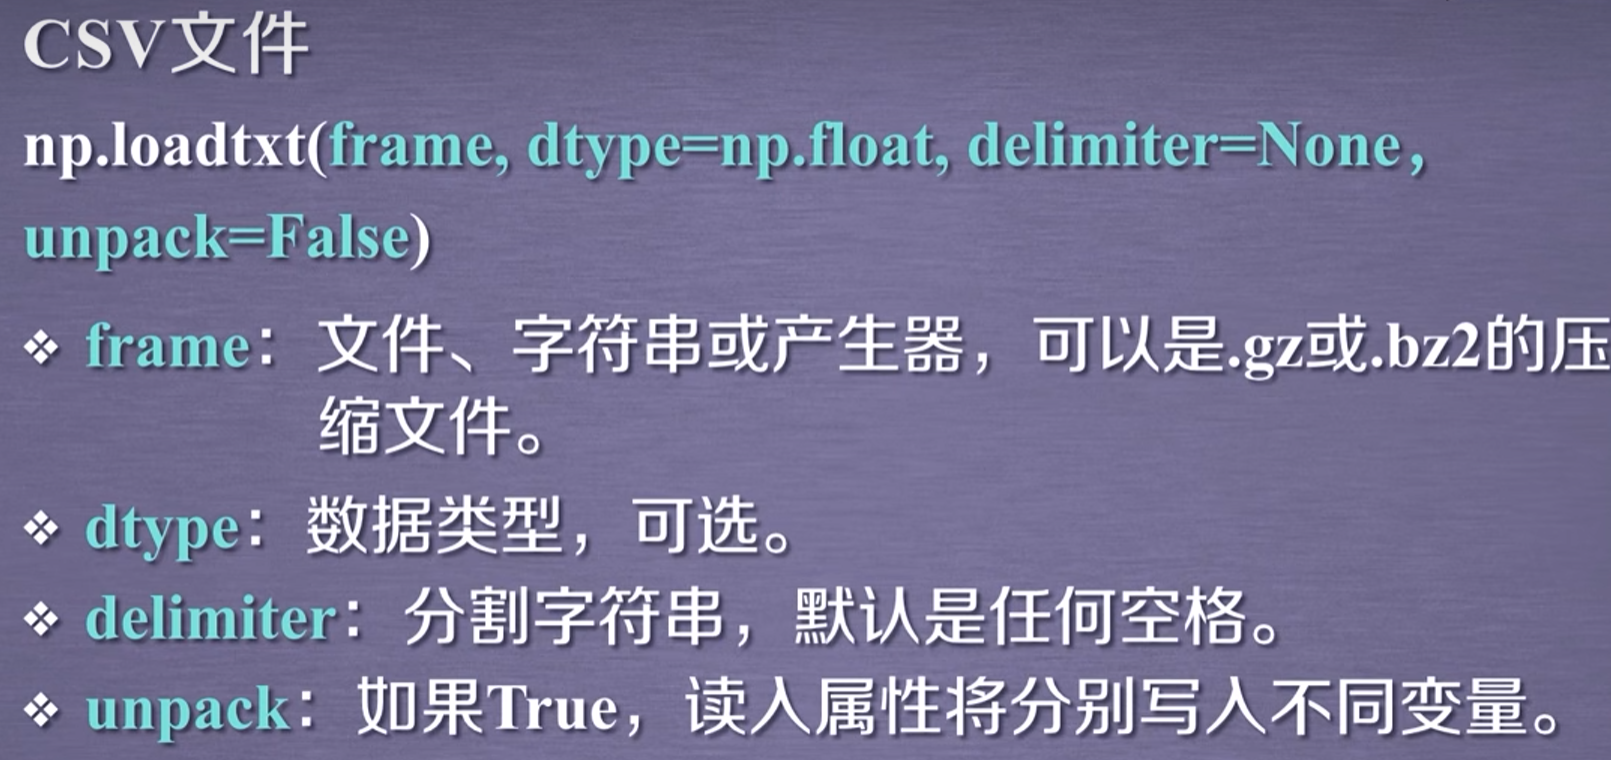 CSV文件
np.loadtxt(frame, dtype=np.float, delimiter=None，
unpack=False)
❖ frame：文件、字符串或产生器，可以是.gz或.bz2的压
缩文件。
❖ dtype：数据类型，可选。
❖ delimiter：分割字符串，默认是任何空格。
❖ unpack：如果True，读入属性将分别写入不同变量。